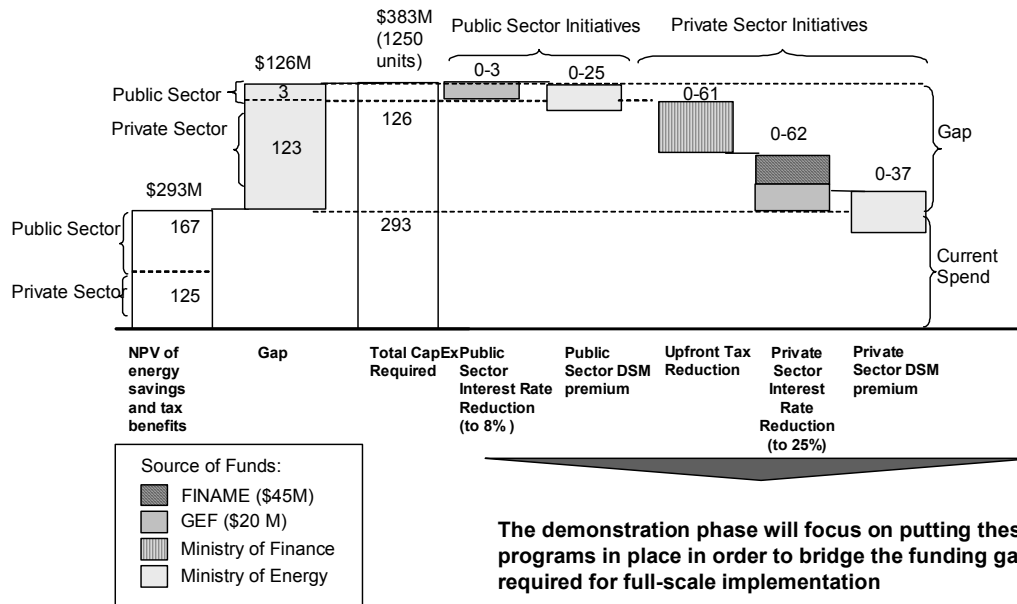 $383M
(1250
units)
Public Sector Initiatives
Private Sector Initiatives
$126M
0-3
0-25
Public Sector
3
0-61
Private Sector
126
0-62
Gap
123
0-37
$293M
Public Sector
167
293
Current
Spend
Private Sector
125
NPV of
energy
savings
and tax
benefits
Gap
Total CapEx
Required
Public
Sector
Interest Rate
Reduction
(to 8% )
Public
Sector DSM
premium
Upfront Tax
Reduction
Private
Sector
Interest
Rate
Reduction
(to 25%)
Private
Sector DSM
premium
Source of Funds:
FINAME ($45M)
GEF ($20 M)
Ministry of Finance
Ministry of Energy
The demonstration phase will focus on putting thes
programs in place in order to bridge the funding ga
required for full-scale implementation